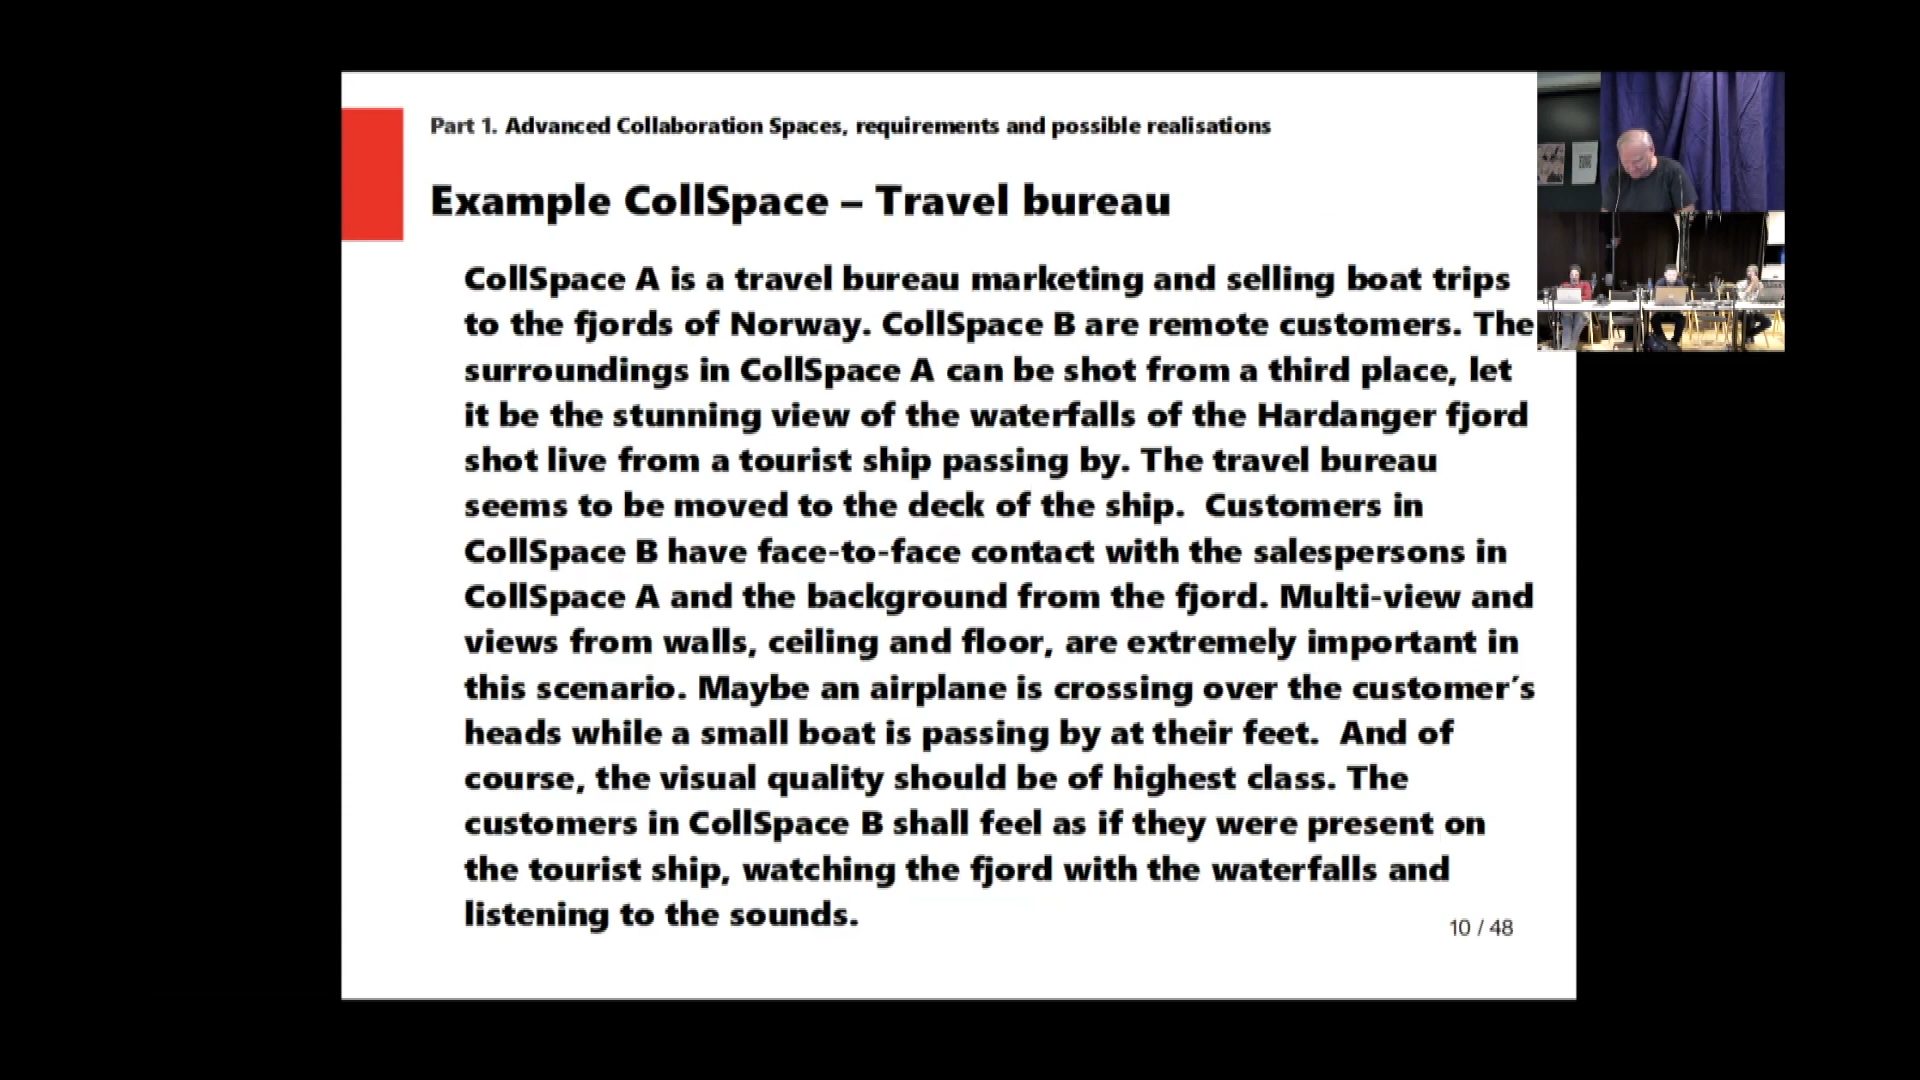 Part 1. Advanced Collaboration Spaces, requirements and possible realisations
Example CollSpace – Travel bureau
CollSpace A is a travel bureau marketing and selling boat trips
to the fjords of Norway. CollSpace B are remote customers. The
surroundings in CollSpace A can be shot from a third place, let
it be the stunning view of the waterfalls of the Hardanger fjord
shot live from a tourist ship passing by. The travel bureau
seems to be moved to the deck of the ship.  Customers in
CollSpace B have face-to-face contact with the salespersons in
CollSpace A and the background from the fjord. Multi-view and
views from walls, ceiling and floor, are extremely important in
this scenario. Maybe an airplane is crossing over the customer´s
heads while a small boat is passing by at their feet.  And of
course, the visual quality should be of highest class. The
customers in CollSpace B shall feel as if they were present on
the tourist ship, watching the fjord with the waterfalls and
listening to the sounds.
10 / 48